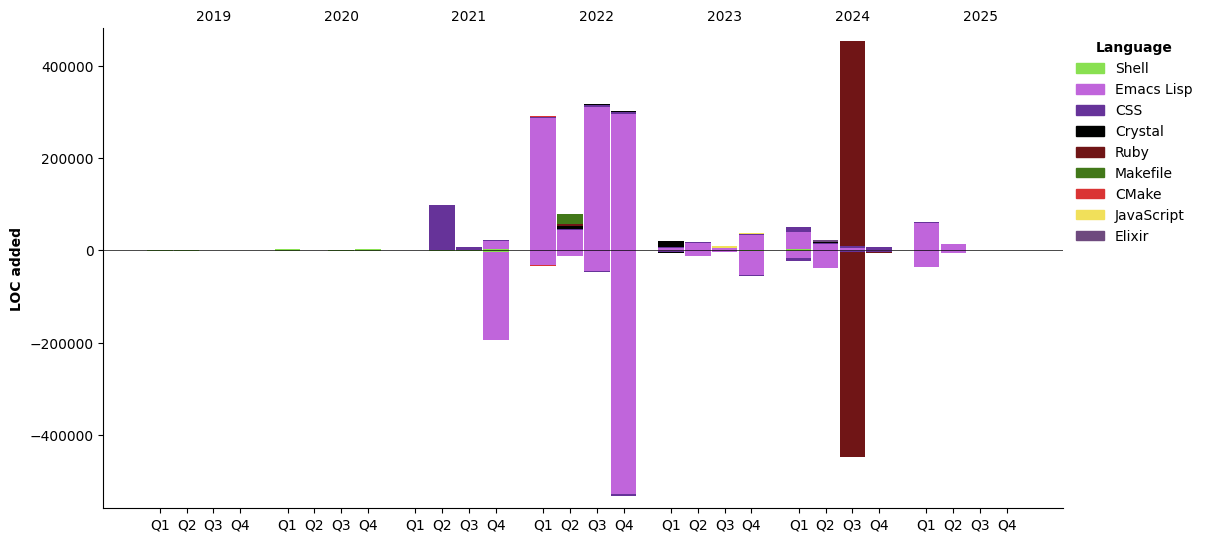 2019 2020 2021 2022 2023 2024 2025
Language
Shell
Emacs Lisp
CSS
Crystal
Ruby
Makefile
CMake
JavaScript
Elixir
400000
200000
0
−200000
−400000
LOC added
Q1 Q2 Q3 Q4 Q1 Q2 Q3 Q4 Q1 Q2 Q3 Q4 Q1 Q2 Q3 Q4 Q1 Q2 Q3 Q4 Q1 Q2 Q3 Q4 Q1 Q2 Q3 Q4